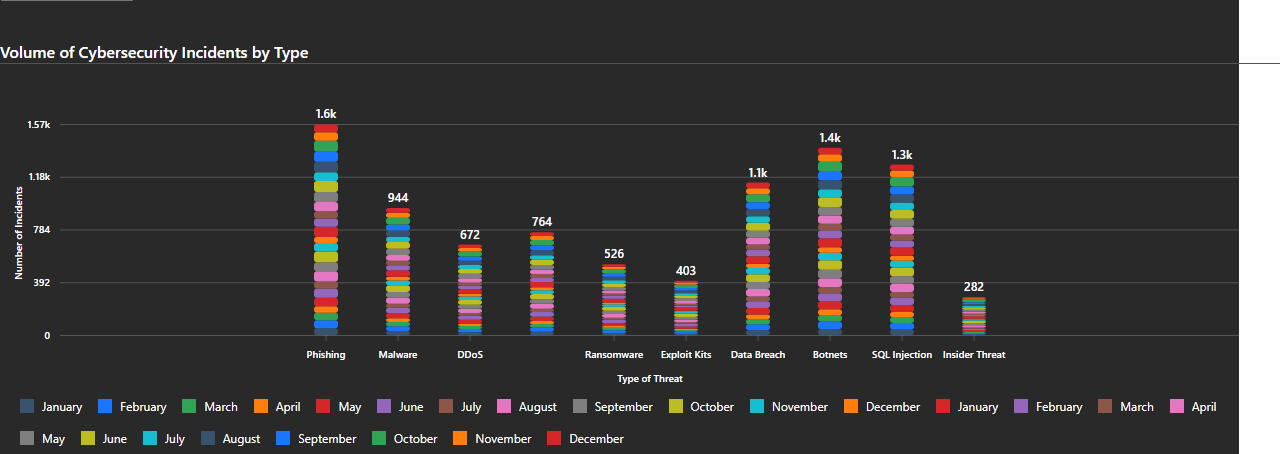 Volume of Cybersecurity Incidents by Type
Number of Incidents
1.57k
1.18k
784
392
0
1.6k
944
672
764
526
403
1.1k
1.4k
1.3k
282
Phishing Malware DDoS Ransomware Exploit Kits Data Breach Botnets SQL Injection Insider Threat
Type of Threat
January February March April May June July August September October November December January February March April
May June July August September October November December